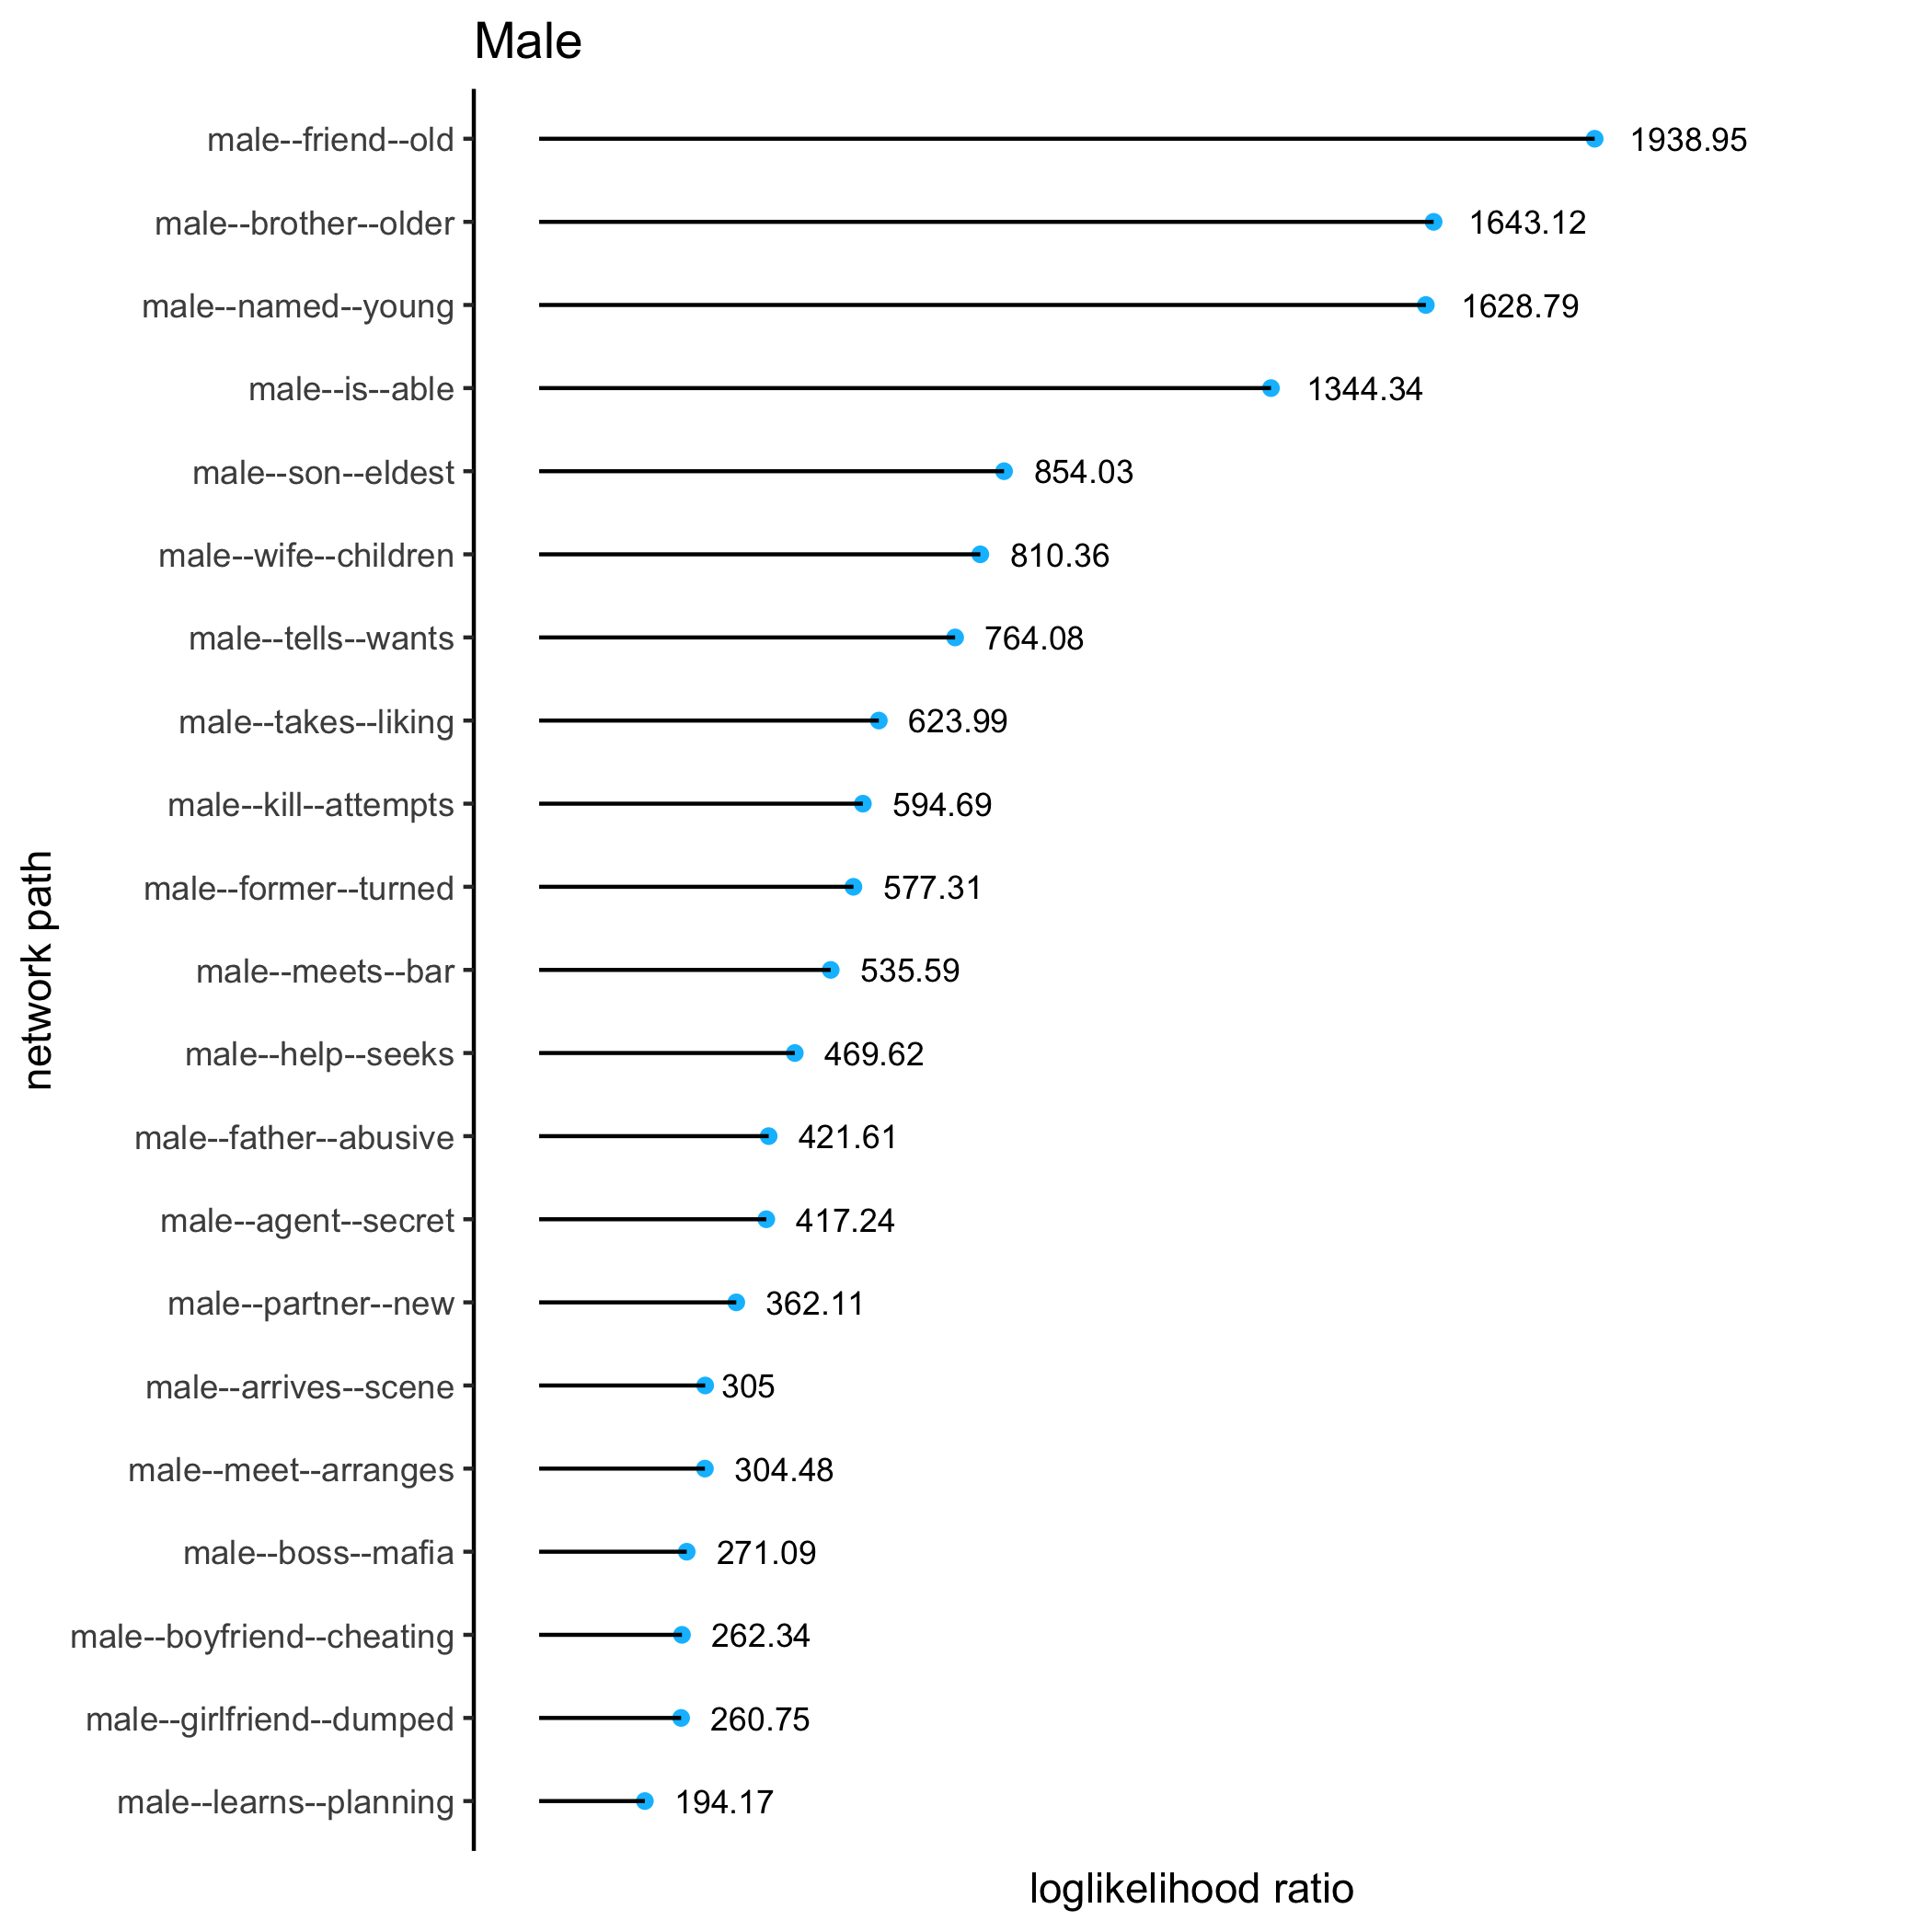 Male
male--friend--old 1938.95
male--brother--older 1643.12
male--named--young 1628.79
male--is--able 1344.34
male--son--eldest 854.03
male--wife--children 810.36
male--tells--wants 764.08
male--takes--liking 623.99
male--kill--attempts 594.69
male--former--turned 577.31
male--meets--bar 535.59
male--help--seeks 469.62
male--father--abusive 421.61
male--agent--secret 417.24
male--partner--new 362.11
male--arrives--scene 305
male--meet--arranges 304.48
male--boss--mafia 271.09
male--boyfriend--cheating 262.34
male--girlfriend--dumped 260.75
male--learns--planning 194.17
network path
loglikelihood ratio